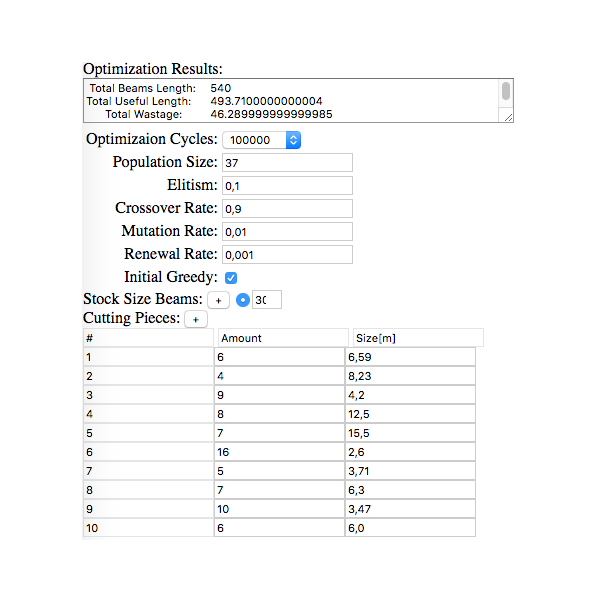 Optimization Results:
Total Beams Length: 540
Total Useful Length: 493.7100000000004
Total Wastage: 46.289999999999985
Optimizaion Cycles: 100000
Population Size: 37
Elitism: 0,1
Crossover Rate: 0,9
Mutation Rate: 0,01
Renewal Rate: 0,001
Initial Greedy:
Stock Size Beams: + 30
Cutting Pieces: +
# Amount Size[m]
1 6 6,59
2 4 8,23
3 9 4,2
4 8 12,5
5 7 15,5
6 16 2,6
7 5 3,71
8 7 6,3
9 10 3,47
10 6 6,0